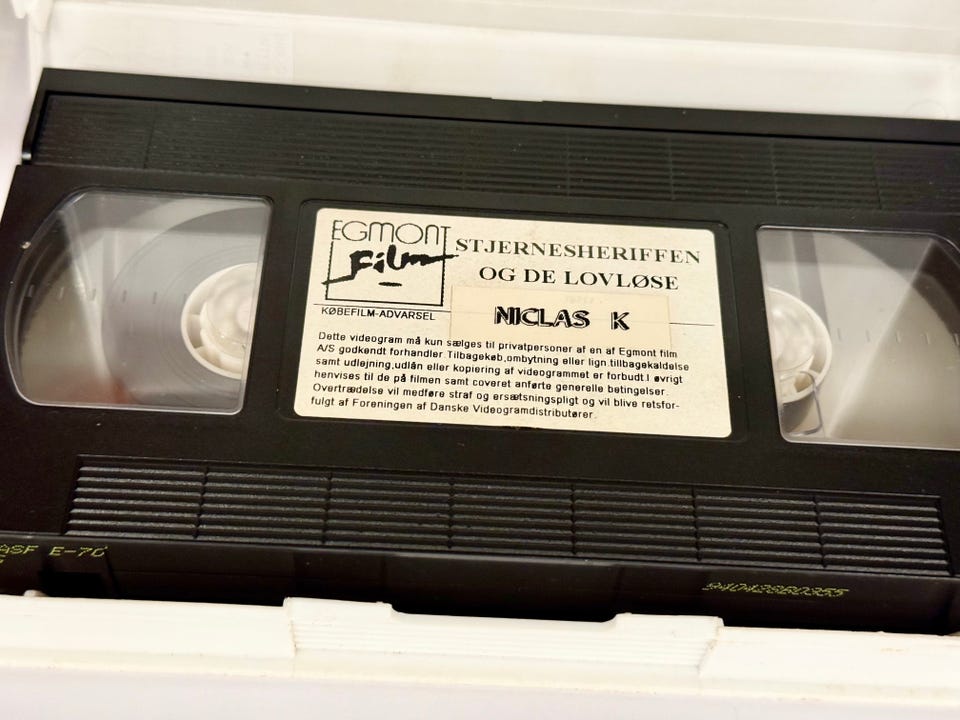 EGMONT
Film
STJERNESHERIFFEN
OG DE LOVLØSE
NICLAS K
KØBEFILM-ADVARSEL
Dette videogram må kun sælges til privatpersoner af en af Egmont film
A/S godkendt forhandler.Tilbagekøb,ombytning eller lign.tilbagekaldelse
samt udlejning,udlån eller kopiering af videogrammet er forbudt.I øvrigt
henvises til de på filmen samt coveret anførte generelle betingelser.
Overtrædelse vil medføre straf og ersætsningspligt og vil blive retsfor-
fulgt af Foreningen af Danske Videogramdistributører.
E-70